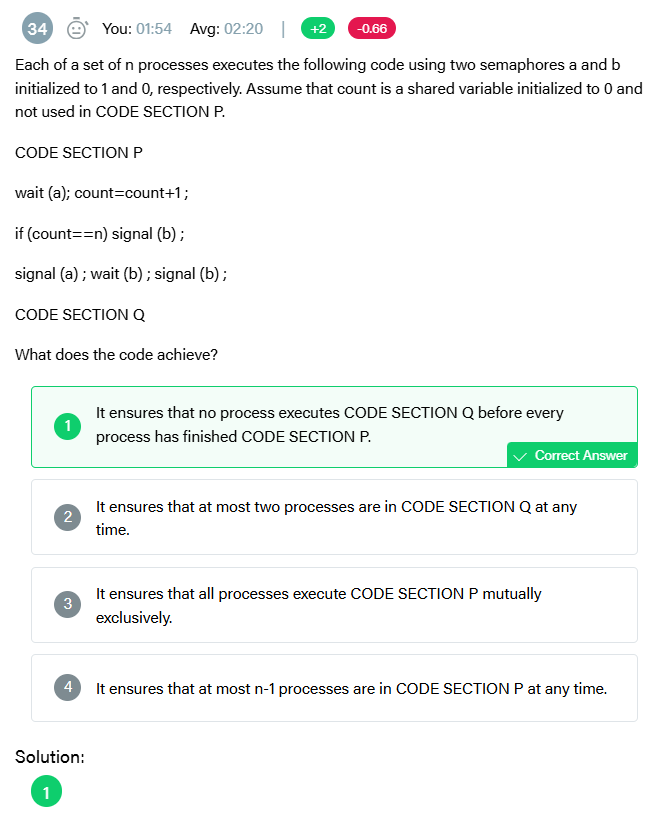 34 You: 01:54 Avg: 02:20 | +2 -0.66
Each of a set of n processes executes the following code using two semaphores a and b
initialized to 1 and 0, respectively. Assume that count is a shared variable initialized to 0 and
not used in CODE SECTION P.
CODE SECTION P
wait (a); count=count+1 ;
if (count==n) signal (b) ;
signal (a) ; wait (b) ; signal (b) ;
CODE SECTION Q
What does the code achieve?
1 It ensures that no process executes CODE SECTION Q before every
process has finished CODE SECTION P.
Correct Answer
2 It ensures that at most two processes are in CODE SECTION Q at any
time.
3 It ensures that all processes execute CODE SECTION P mutually
exclusively.
4 It ensures that at most n-1 processes are in CODE SECTION P at any time.
Solution:
1